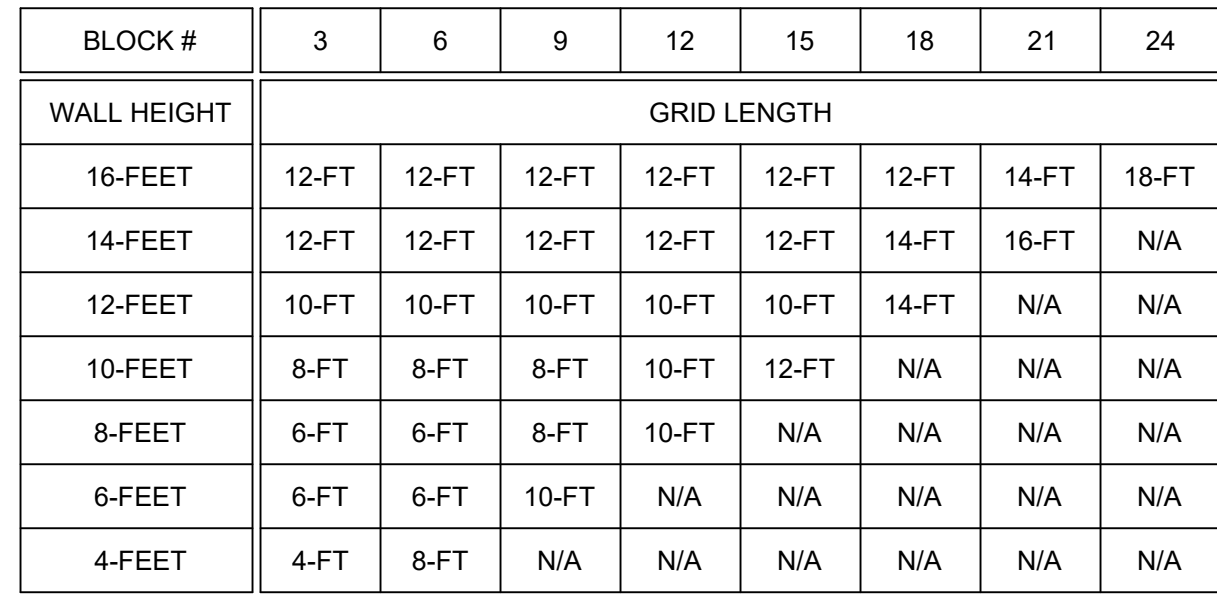 BLOCK # 3 6 9 12 15 18 21 24
WALL HEIGHT GRID LENGTH
16-FEET 12-FT 12-FT 12-FT 12-FT 12-FT 12-FT 14-FT 18-FT
14-FEET 12-FT 12-FT 12-FT 12-FT 12-FT 14-FT 16-FT N/A
12-FEET 10-FT 10-FT 10-FT 10-FT 10-FT 14-FT N/A N/A
10-FEET 8-FT 8-FT 8-FT 10-FT 12-FT N/A N/A N/A
8-FEET 6-FT 6-FT 8-FT 10-FT N/A N/A N/A N/A
6-FEET 6-FT 6-FT 10-FT N/A N/A N/A N/A N/A
4-FEET 4-FT 8-FT N/A N/A N/A N/A N/A N/A